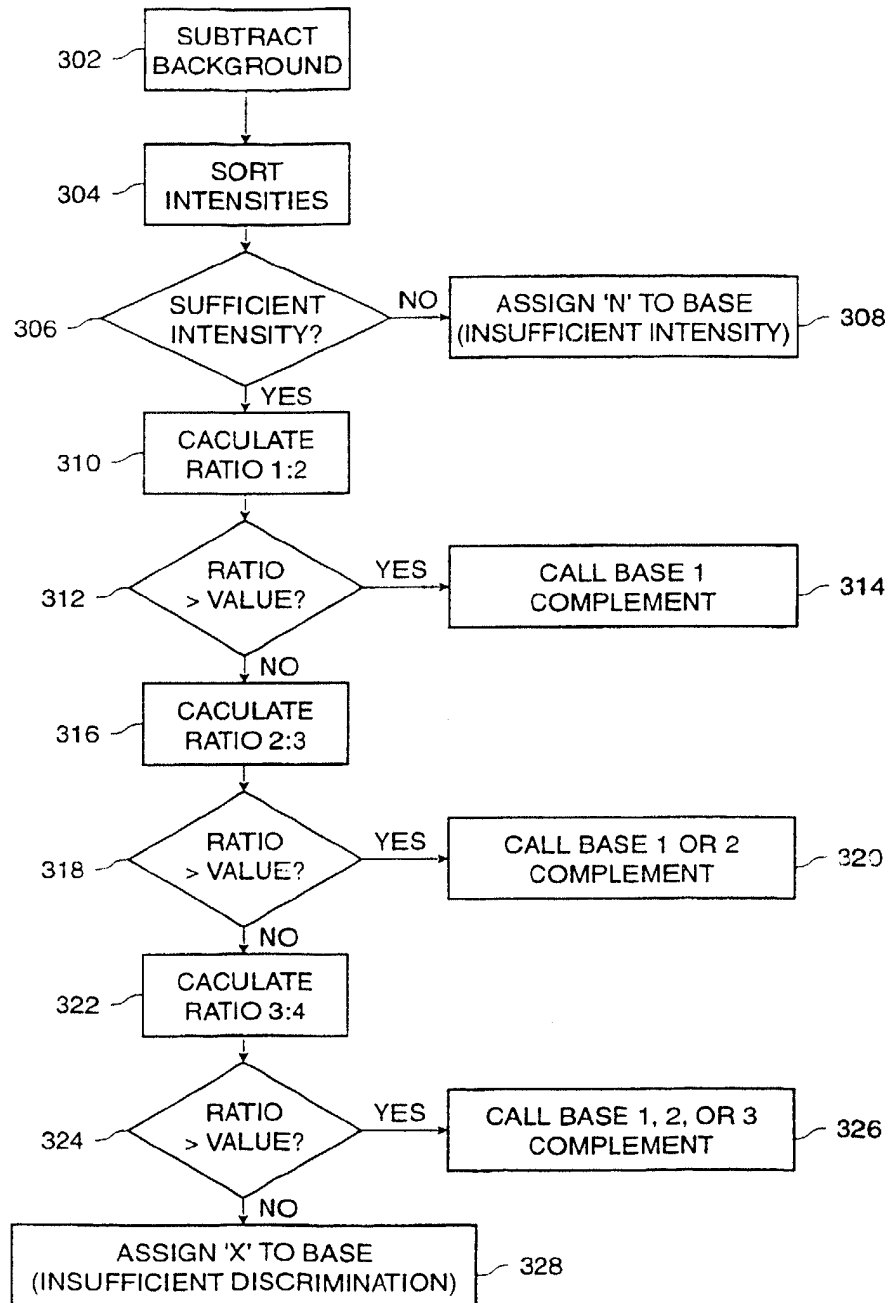 302
SUBTRACT
BACKGROUND
304
SORT
INTENSITIES
306
SUFFICIENT
INTENSITY?
NO
ASSIGN 'N' TO BASE
(INSUFFICIENT INTENSITY)
308
YES
310
CACULATE
RATIO 1:2
312
RATIO
> VALUE?
YES
CALL BASE 1
COMPLEMENT
314
NO
316
CACULATE
RATIO 2:3
318
RATIO
> VALUE?
YES
CALL BASE 1 OR 2
COMPLEMENT
320
NO
322
CACULATE
RATIO 3:4
324
RATIO
> VALUE?
YES
CALL BASE 1, 2, OR 3
COMPLEMENT
326
NO
ASSIGN 'X' TO BASE
(INSUFFICIENT DISCRIMINATION)
328